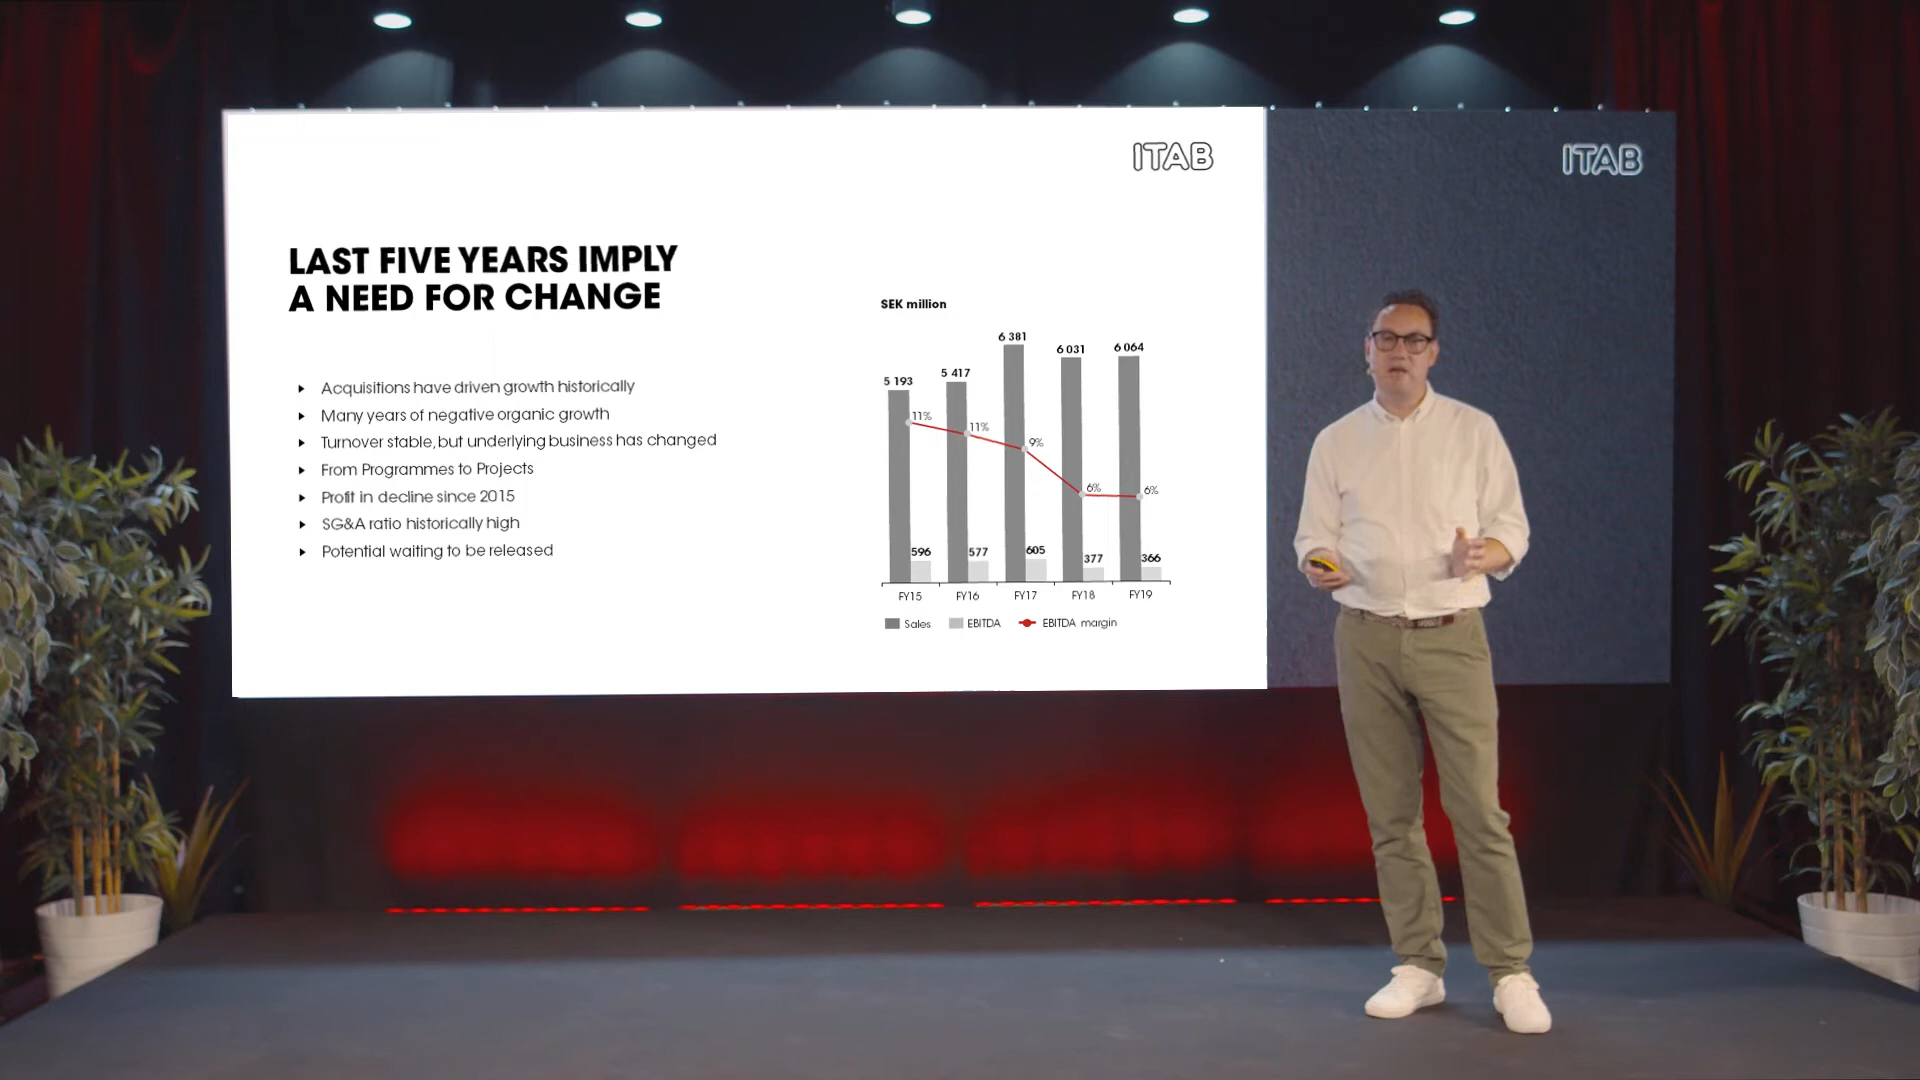 ITAB
ITAB
LAST FIVE YEARS IMPLY
A NEED FOR CHANGE
Acquisitions have driven growth historically
Many years of negative organic growth
Turnover stable, but underlying business has changed
From Programmes to Projects
Profit in decline since 2015
SG&A ratio historically high
Potential waiting to be released
SEK million
5 193
5 417
6 381
6 031
6 064
11%
11%
9%
6%
6%
596
577
605
377
366
FY15
FY16
FY17
FY18
FY19
Sales
EBITDA
EBITDA margin